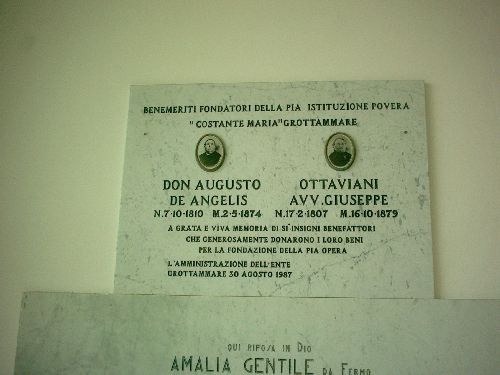 BENEMERITI FONDATORI DELLA PIA ISTITUZIONE POVERA
"COSTANTE MARIA" GROTTAMMARE
DON AUGUSTO
DE ANGELIS
N.7·10·1810 M.2·5·1874
OTTAVIANI
AVV.GIUSEPPE
N.17·2·1807 M.16·10·1879
A GRATA E VIVA MEMORIA DI SI' INSIGNI BENEFATTORI
CHE GENEROSAMENTE DONARONO I LORO BENI
PER LA FONDAZIONE DELLA PIA OPERA
L'AMMINISTRAZIONE DELL'ENTE
GROTTAMMARE 30 AGOSTO 1987
QUI RIPOSA IN DIO
AMALIA GENTILE DA FERMO